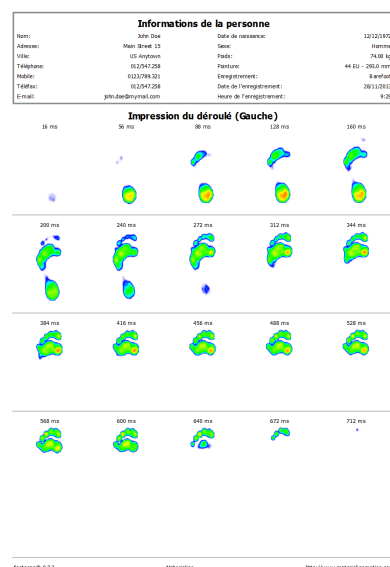 Informations de la personne
Nom: John Doe Date de naissance: 12/12/1972
Adresse: Main Street 15 Sexe: Homme
Ville: US Anytown Poids: 74.00 kg
Téléphone: 012/547.258 Pointure: 44 EU - 293.0 mm
Mobile: 0123/789.321 Enregistrement: Barefoot
Téléfax: 012/547.258 Date de l'enregistrement: 28/11/2013
E-mail: john.doe@mymail.com Heure de l'enregistrement: 9:29
Impression du déroulé (Gauche)
16 ms 56 ms 88 ms 128 ms 160 ms
200 ms 240 ms 272 ms 312 ms 344 ms
384 ms 416 ms 456 ms 488 ms 528 ms
568 ms 600 ms 640 ms 672 ms 712 ms